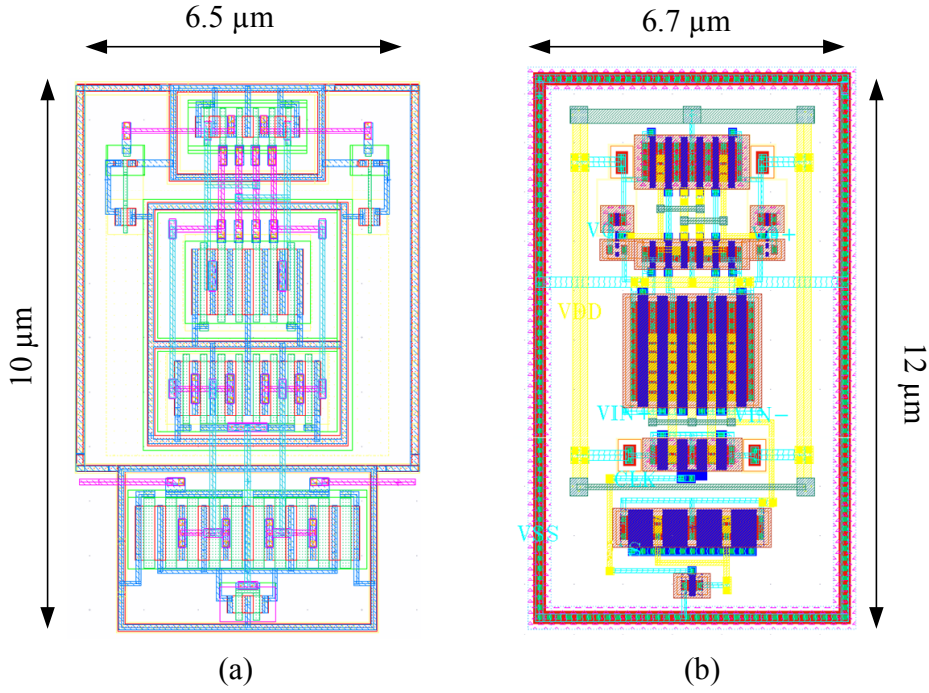 6.5 µm
6.7 µm
10 µm
12 µm
VDD
VIN+
VIN-
CLK
VSS
(a)
(b)